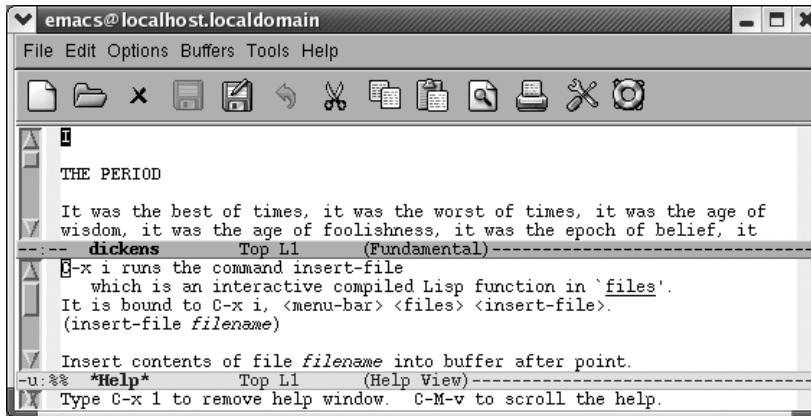 emacs@localhost.localdomain
File Edit Options Buffers Tools Help
I
THE PERIOD
It was the best of times, it was the worst of times, it was the age of
wisdom, it was the age of foolishness, it was the epoch of belief, it
--:-- dickens Top L1 (Fundamental)--------------------------------
C-x i runs the command insert-file
which is an interactive compiled Lisp function in `files'.
It is bound to C-x i, <menu-bar> <files> <insert-file>.
(insert-file filename)
Insert contents of file filename into buffer after point.
-u:%% *Help* Top L1 (Help View)----------------------------------
Type C-x 1 to remove help window. C-M-v to scroll the help.